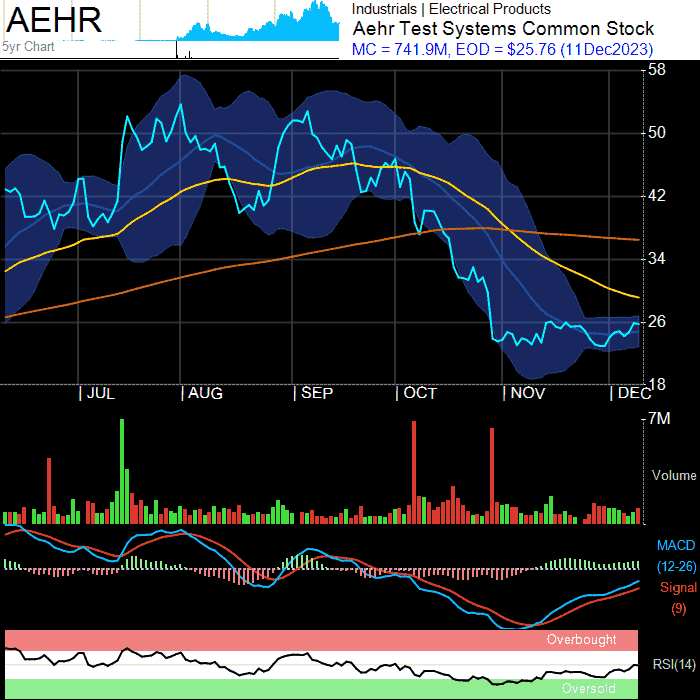 AEHR
5yr Chart
Industrials | Electrical Products
Aehr Test Systems Common Stock
MC = 741.9M, EOD = $25.76 (11Dec2023)
58
50
42
34
26
18
JUL AUG SEP OCT NOV DEC
7M
Volume
MACD
(12-26)
Signal
(9)
Overbought
RSI(14)
Oversold